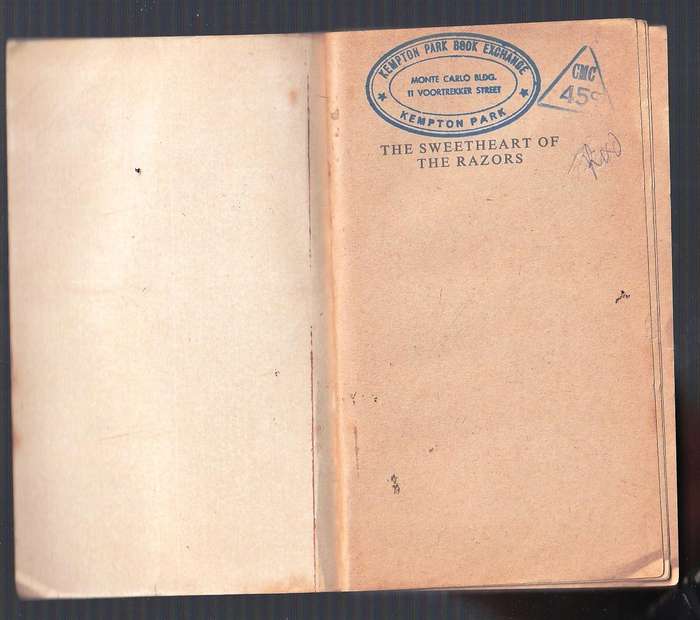 KEMPTON PARK BOOK EXCHANGE
MONTE CARLO BLDG.
11 VOORTREKKER STREET
KEMPTON PARK
CMC
45c
THE SWEETHEART OF
THE RAZORS